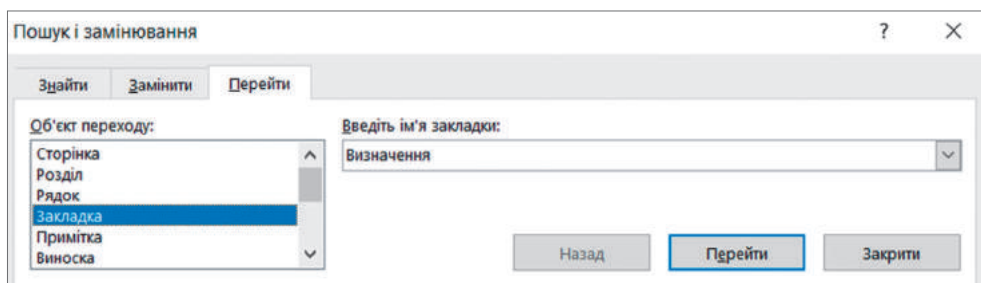 Пошук і замінювання ?
Знайти Замінити Перейти
Об'єкт переходу:
Сторінка
Розділ
Рядок
Закладка
Примітка
Виноска
Введіть ім'я закладки:
Визначення
Назад Перейти Закрити